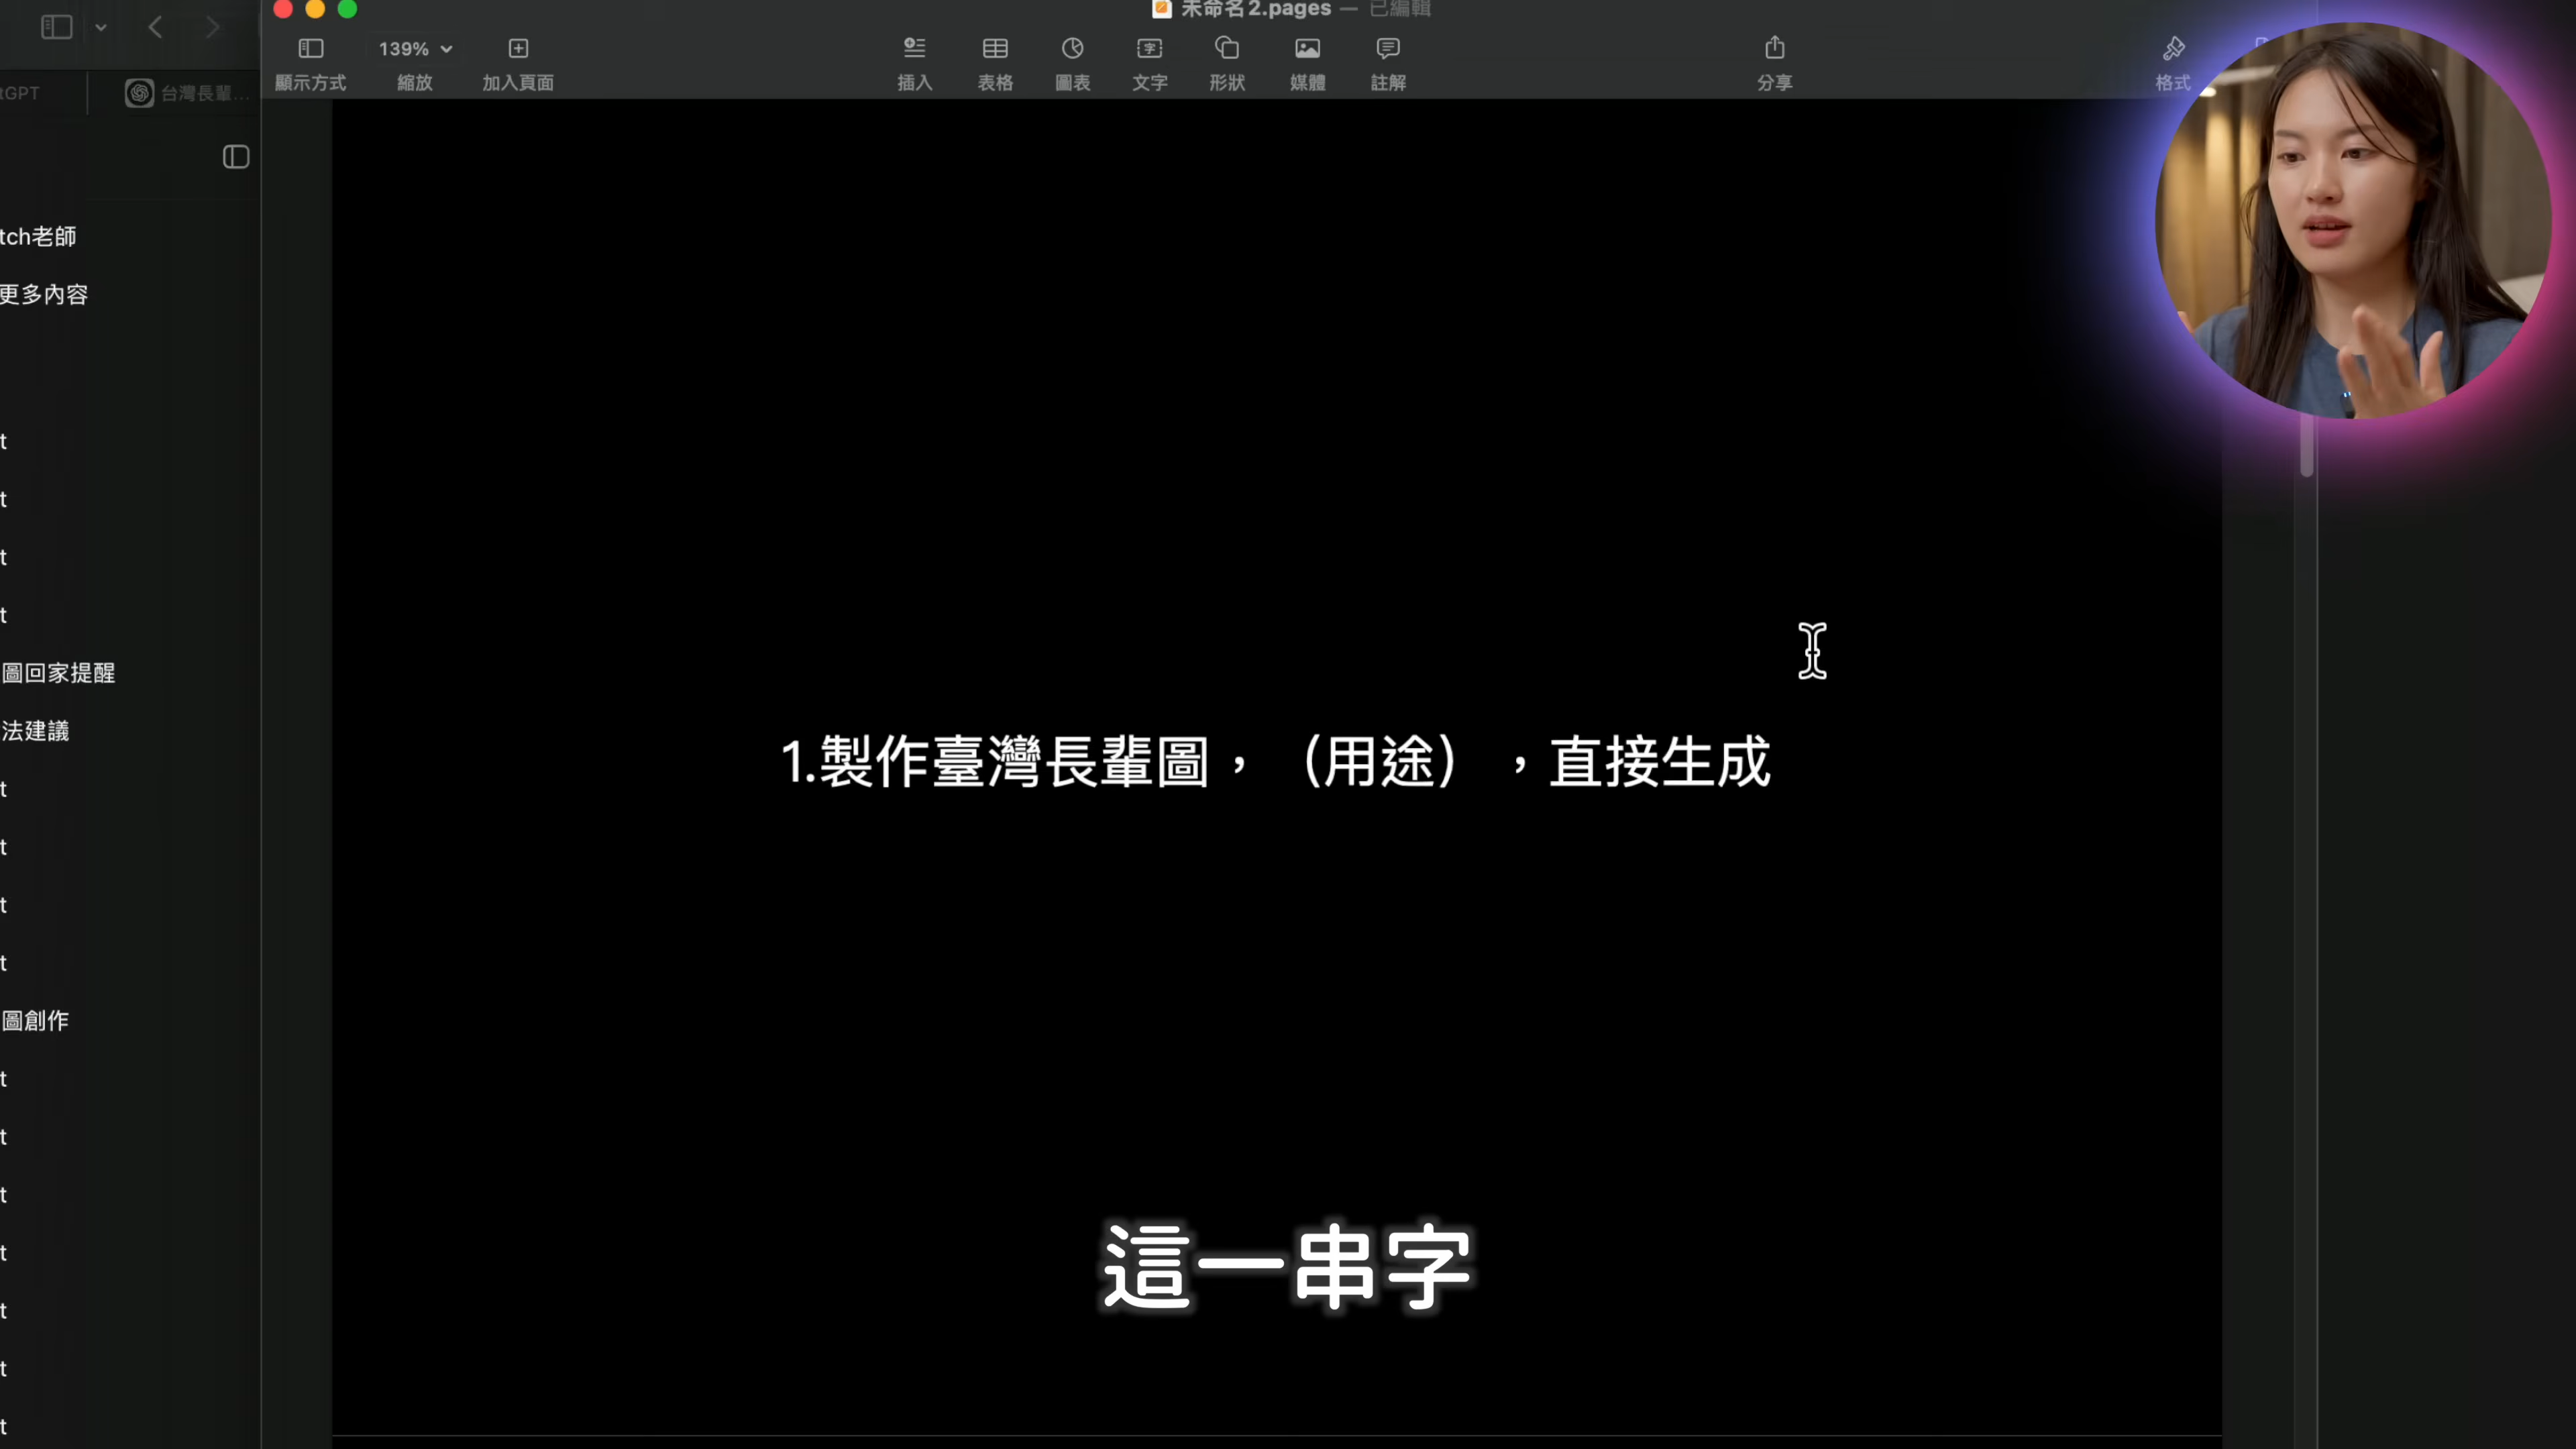 未命名2.pages — 已編輯
139%
顯示方式 縮放 加入頁面 插入 表格 圖表 文字 形狀 媒體 註解 分享 格式
tGPT 台灣長輩...
tch老師
更多內容
t
t
t
t
圖回家提醒
法建議
t
1.製作臺灣長輩圖，（用途），直接生成
t
t
t
圖創作
t
t
t
這一串字
t
t
t
t